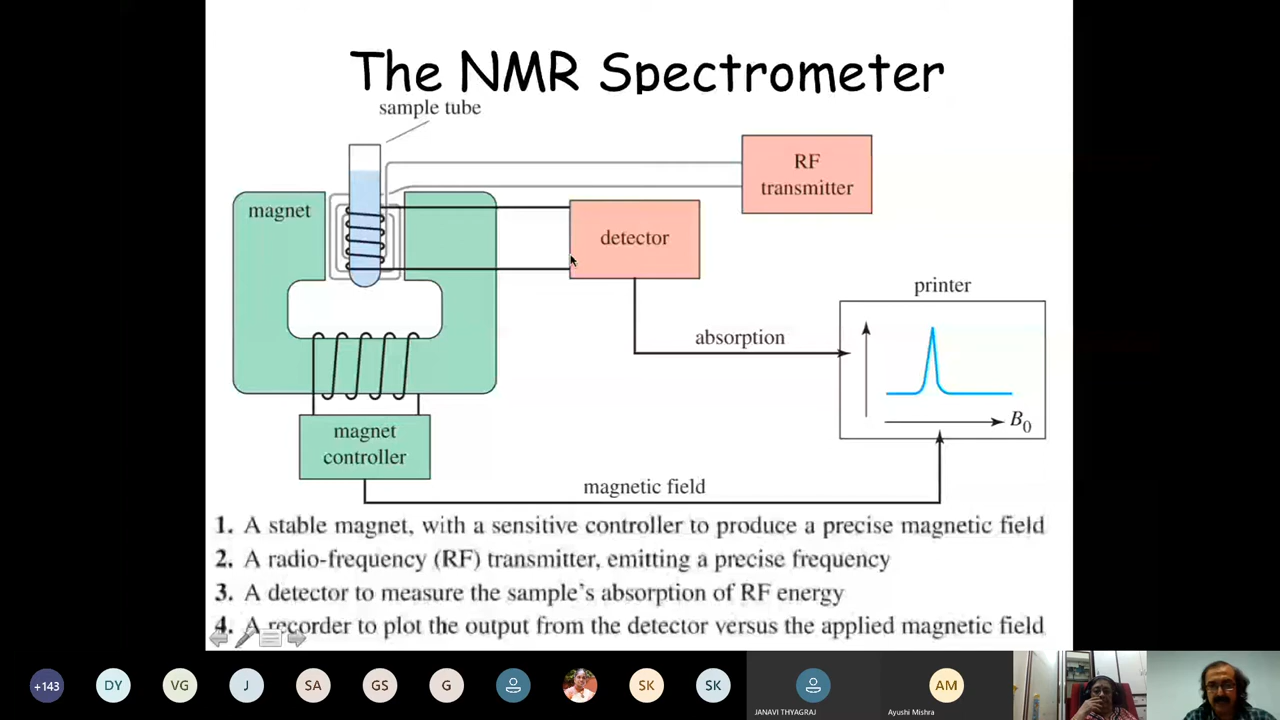 The NMR Spectrometer
sample tube
RF
transmitter
magnet
detector
printer
absorption
B0
magnet
controller
magnetic field
1. A stable magnet, with a sensitive controller to produce a precise magnetic field
2. A radio-frequency (RF) transmitter, emitting a precise frequency
3. A detector to measure the sample's absorption of RF energy
4. A recorder to plot the output from the detector versus the applied magnetic field
+143
DY
VG
J
SA
GS
G
SK
SK
AM
JANAVI THYAGRAJ
Ayushi Mishra